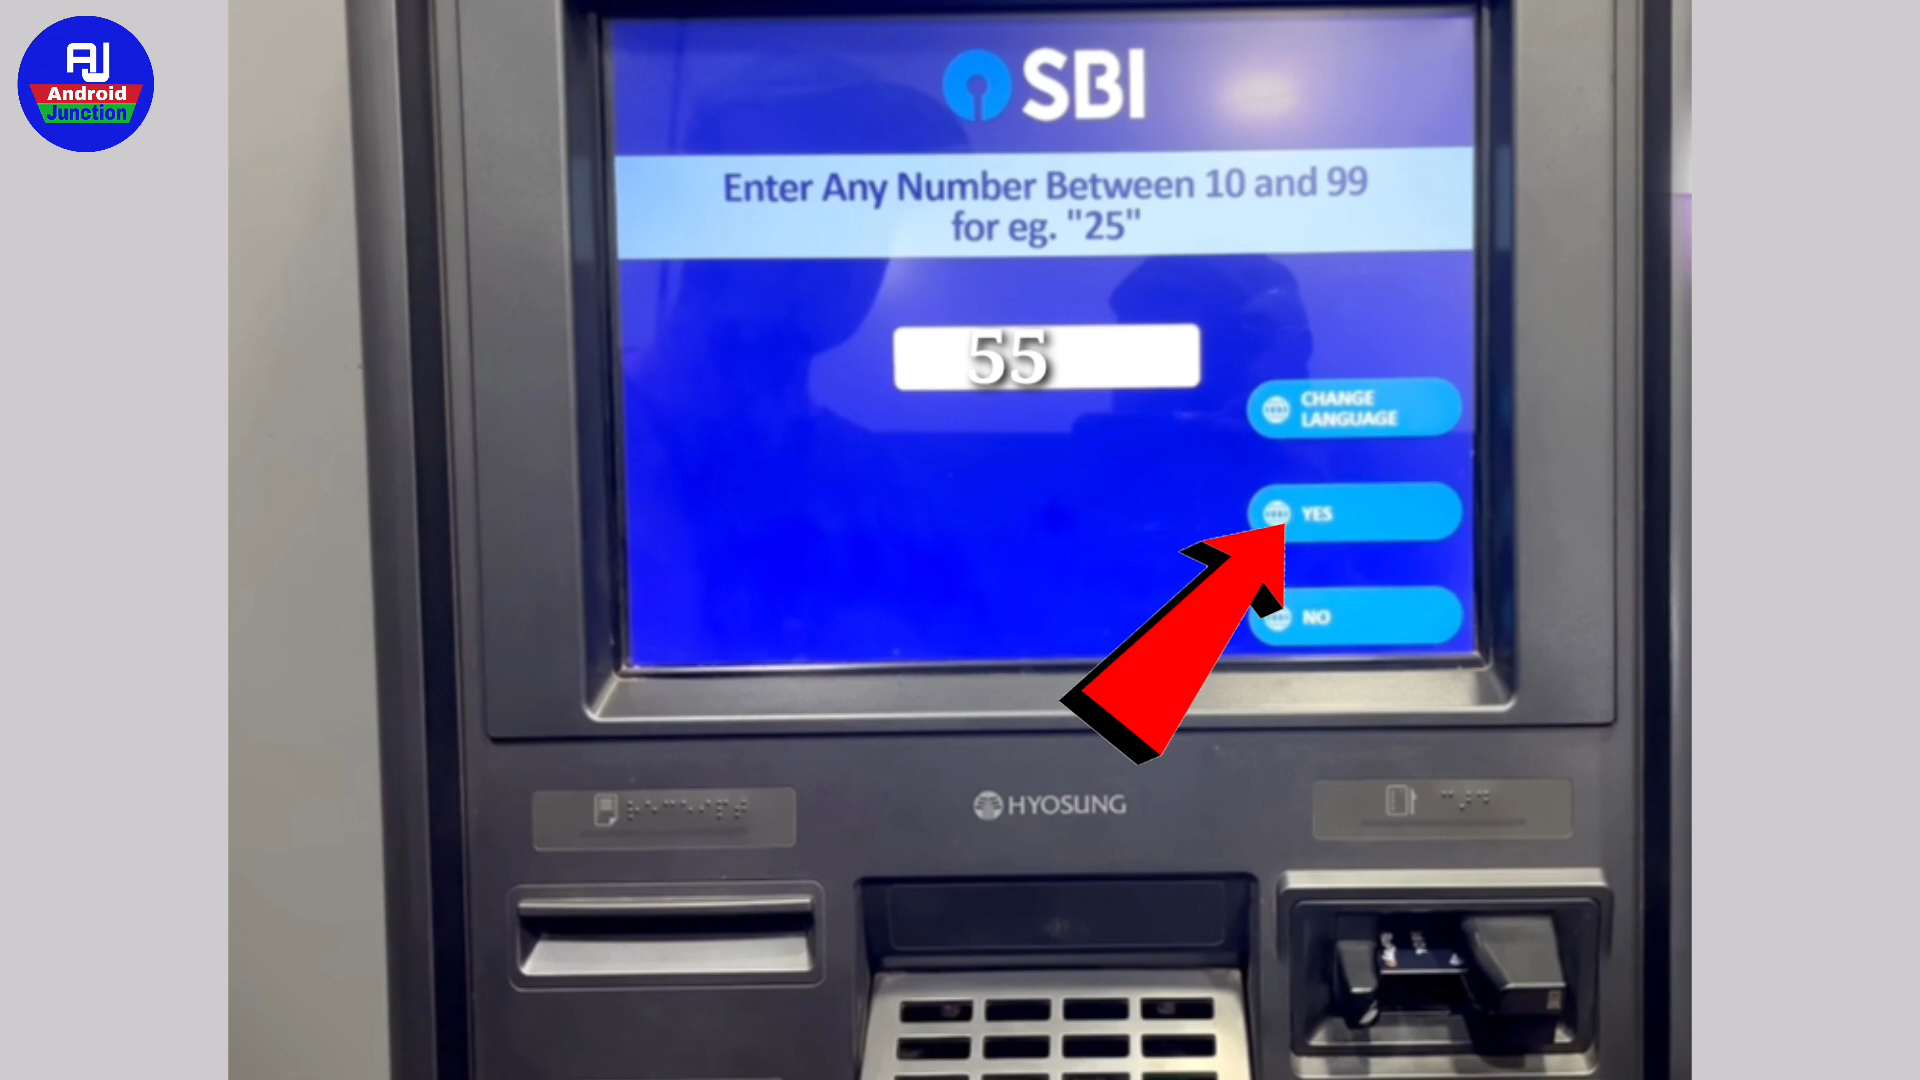 AJ
Android
Junction
SBI
Enter Any Number Between 10 and 99
for eg. "25"
55
CHANGE
LANGUAGE
YES
NO
HYOSUNG